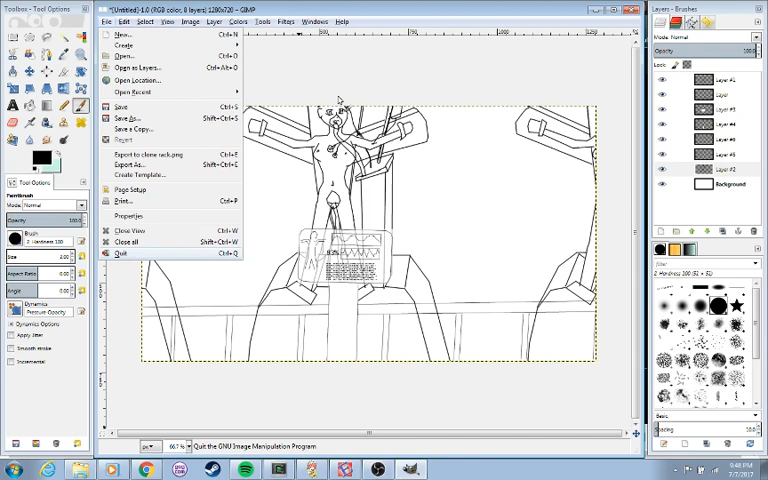 Toolbox - Tool Options
*[Untitled]-1.0 (RGB color, 8 layers) 1280x720 – GIMP
Layers - Brushes
File Edit Select View Image Layer Colors Tools Filters Windows Help
New... Ctrl+N
Create
Open... Ctrl+O
Open as Layers... Ctrl+Alt+O
Open Location...
Open Recent
Save Ctrl+S
Save As... Shift+Ctrl+S
Save a Copy...
Revert
Export to clone rack.png Ctrl+E
Export As... Shift+Ctrl+E
Create Template...
Page Setup
Print... Ctrl+P
Properties
Close View Ctrl+W
Close all Shift+Ctrl+W
Quit Ctrl+Q
750
1000
1250
Mode: Normal
Opacity 100.0
Lock:
Layer #1
Layer
Layer #3
Layer #4
Layer #6
Layer #5
Layer #2
Background
Tool Options
Paintbrush
Mode: Normal
Opacity 100.0
Brush
2. Hardness 100
Size 2.00
Aspect Ratio 0.00
Angle 0.00
Dynamics
Pressure Opacity
Dynamics Options
Apply Jitter
Smooth stroke
Incremental
filter
2. Hardness 100 (51 × 51)
Basic
Spacing 10.0
px 66.7 % Quit the GNU Image Manipulation Program
9:48 PM
7/7/2017